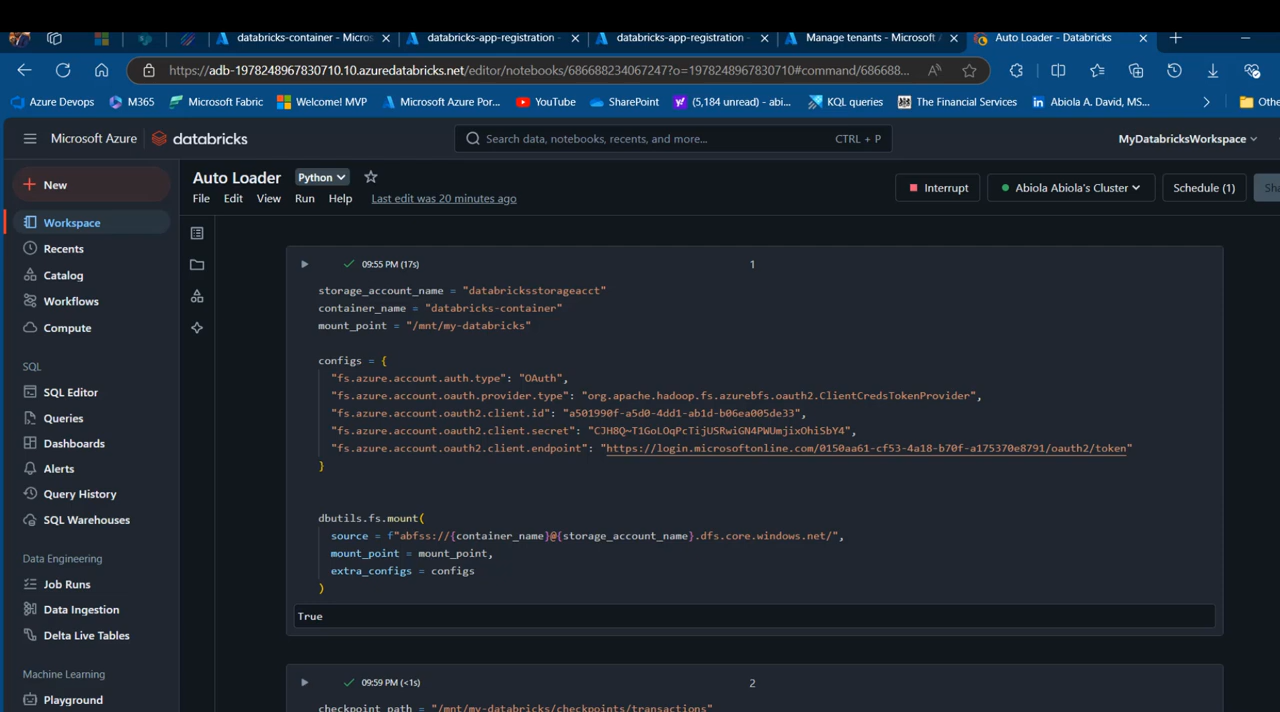 databricks-container - Micros
databricks-app-registration -
databricks-app-registration -
Manage tenants - Microsoft A
Auto Loader - Databricks
https://adb-1978248967830710.10.azuredatabricks.net/editor/notebooks/686688234067247?o=1978248967830710#command/686688...
Azure Devops
M365
Microsoft Fabric
Welcome! MVP
Microsoft Azure Por...
YouTube
SharePoint
(5,184 unread) - abi...
KQL queries
The Financial Services
Abiola A. David, MS...
Othe
Microsoft Azure
databricks
Search data, notebooks, recents, and more...
CTRL + P
MyDatabricksWorkspace
New
Workspace
Recents
Catalog
Workflows
Compute
SQL
SQL Editor
Queries
Dashboards
Alerts
Query History
SQL Warehouses
Data Engineering
Job Runs
Data Ingestion
Delta Live Tables
Machine Learning
Playground
Auto Loader
Python
File Edit View Run Help Last edit was 20 minutes ago
Interrupt
Abiola Abiola's Cluster
Schedule (1)
Sha
09:55 PM (17s)
1
storage_account_name = "databricksstorageacct"
container_name = "databricks-container"
mount_point = "/mnt/my-databricks"
configs = {
"fs.azure.account.auth.type": "OAuth",
"fs.azure.account.oauth.provider.type": "org.apache.hadoop.fs.azurebfs.oauth2.ClientCredsTokenProvider",
"fs.azure.account.oauth2.client.id": "a501990f-a5d0-4dd1-ab1d-b06ea005de33",
"fs.azure.account.oauth2.client.secret": "CJH8Q~T1GoLOqPcTijUSRwiGN4PWUmjixOhiSbY4",
"fs.azure.account.oauth2.client.endpoint": "https://login.microsoftonline.com/0150aa61-cf53-4a18-b70f-a175370e8791/oauth2/token"
}
dbutils.fs.mount(
source = f"abfss://{container_name}@{storage_account_name}.dfs.core.windows.net/",
mount_point = mount_point,
extra_configs = configs
)
True
09:59 PM (<1s)
2
checkpoint_path = "/mnt/my-databricks/checkpoints/transactions"